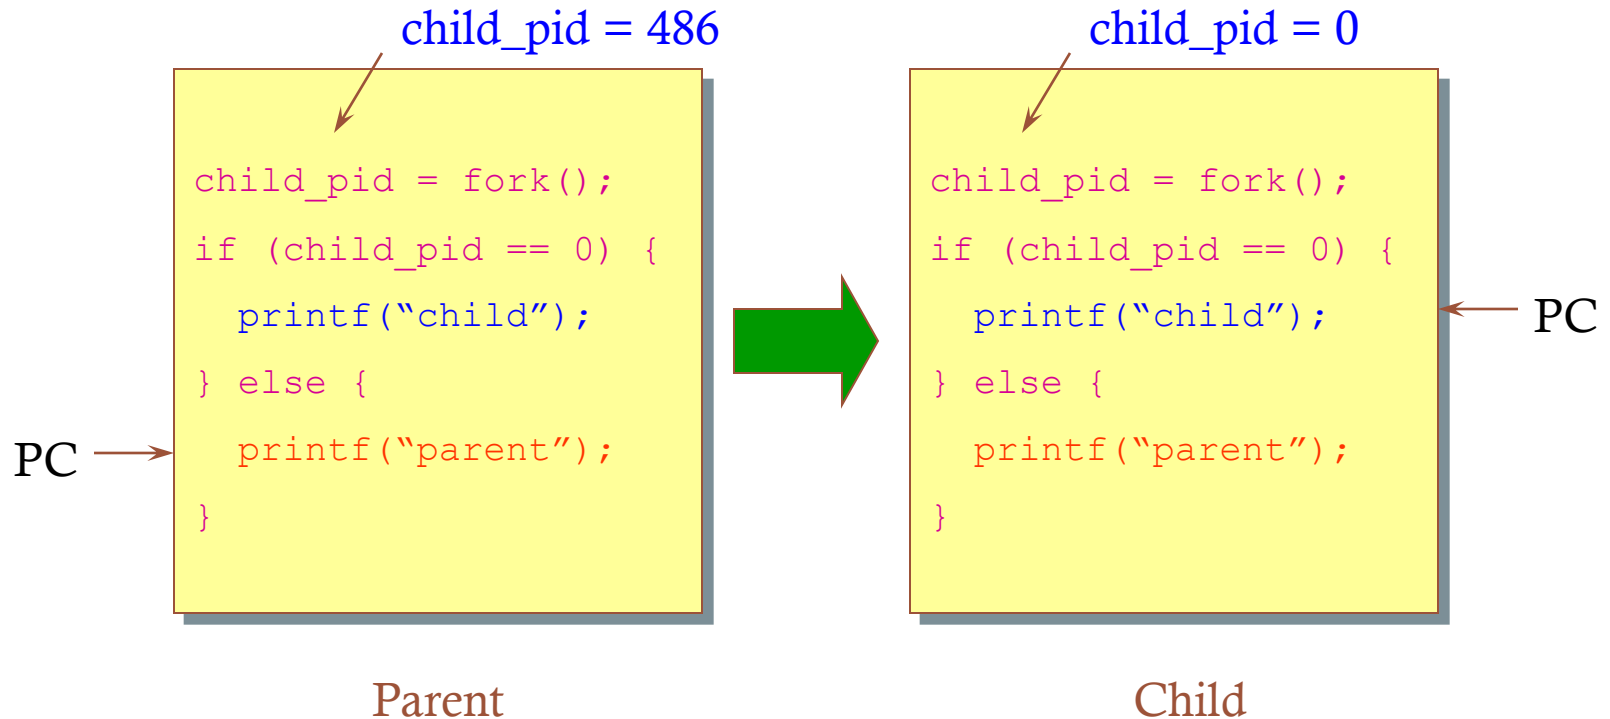 child_pid = 486
child_pid = fork();
if (child_pid == 0) {
printf(“child”);
} else {
PC
printf(“parent”);
}
Parent
child_pid = 0
child_pid = fork();
if (child_pid == 0) {
printf(“child”);
PC
} else {
printf(“parent”);
}
Child